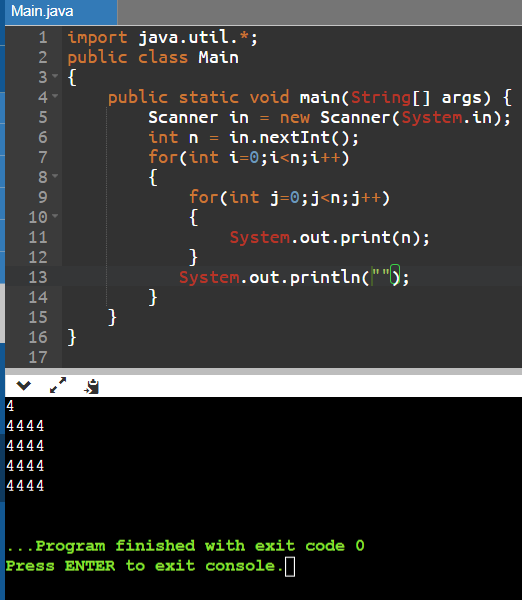 Main.java
1 import java.util.*;
2 public class Main
3 {
4     public static void main(String[] args) {
5         Scanner in = new Scanner(System.in);
6         int n = in.nextInt();
7         for(int i=0;i<n;i++)
8         {
9             for(int j=0;j<n;j++)
10             {
11                 System.out.print(n);
12             }
13            System.out.println("");
14         }
15     }
16 }
17
4
4444
4444
4444
4444
...Program finished with exit code 0
Press ENTER to exit console.